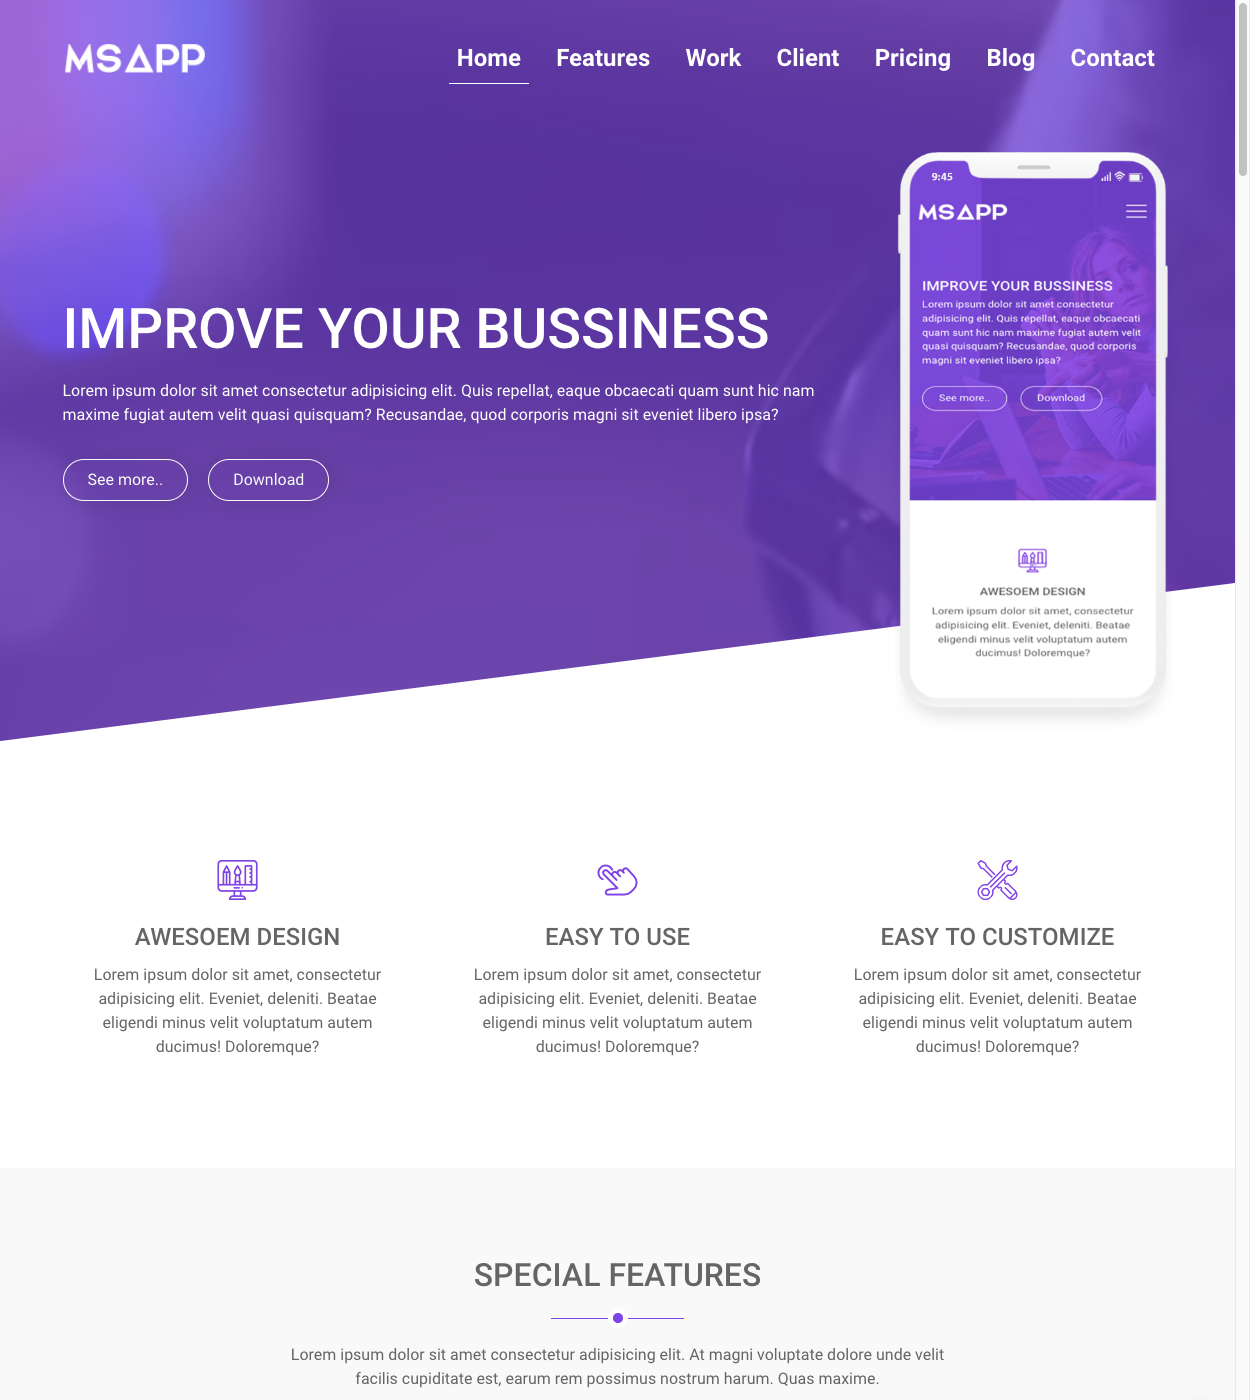 MSAPP
Home Features Work Client Pricing Blog Contact
IMPROVE YOUR BUSSINESS
Lorem ipsum dolor sit amet consectetur adipisicing elit. Quis repellat, eaque obcaecati quam sunt hic nam
maxime fugiat autem velit quasi quisquam? Recusandae, quod corporis magni sit eveniet libero ipsa?
See more..
Download
9:45
MSAPP
IMPROVE YOUR BUSSINESS
Lorem ipsum dolor sit amet consectetur
adipisicing elit. Quis repellat, eaque obcaecati
quam sunt hic nam maxime fugiat autem velit
quasi quisquam? Recusandae, quod corporis
magni sit eveniet libero ipsa?
See more..
Download
AWESOEM DESIGN
Lorem ipsum dolor sit amet, consectetur
adipisicing elit. Eveniet, deleniti. Beatae
eligendi minus velit voluptatum autem
ducimus! Doloremque?
AWESOEM DESIGN
Lorem ipsum dolor sit amet, consectetur
adipisicing elit. Eveniet, deleniti. Beatae
eligendi minus velit voluptatum autem
ducimus! Doloremque?
EASY TO USE
Lorem ipsum dolor sit amet, consectetur
adipisicing elit. Eveniet, deleniti. Beatae
eligendi minus velit voluptatum autem
ducimus! Doloremque?
EASY TO CUSTOMIZE
Lorem ipsum dolor sit amet, consectetur
adipisicing elit. Eveniet, deleniti. Beatae
eligendi minus velit voluptatum autem
ducimus! Doloremque?
SPECIAL FEATURES
Lorem ipsum dolor sit amet consectetur adipisicing elit. At magni voluptate dolore unde velit
facilis cupiditate est, earum rem possimus nostrum harum. Quas maxime.